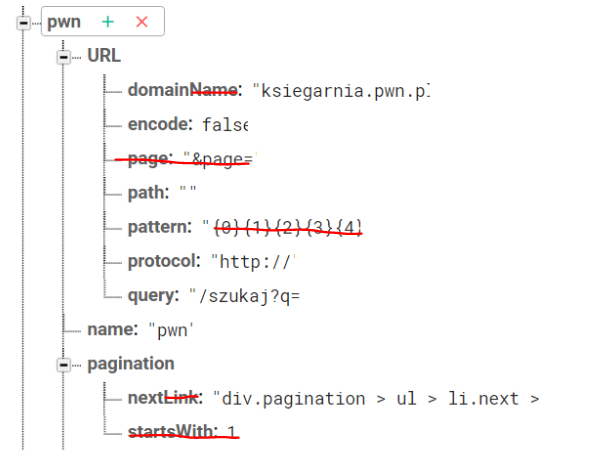 pwn + ×
URL
domainName: "ksiegarnia.pwn.pl
encode: false
page: "&page="
path: ""
pattern: "{0}{1}{2}{3}{4}
protocol: "http://"
query: "/szukaj?q=
name: "pwn"
pagination
nextLink: "div.pagination > ul > li.next >
startsWith: 1